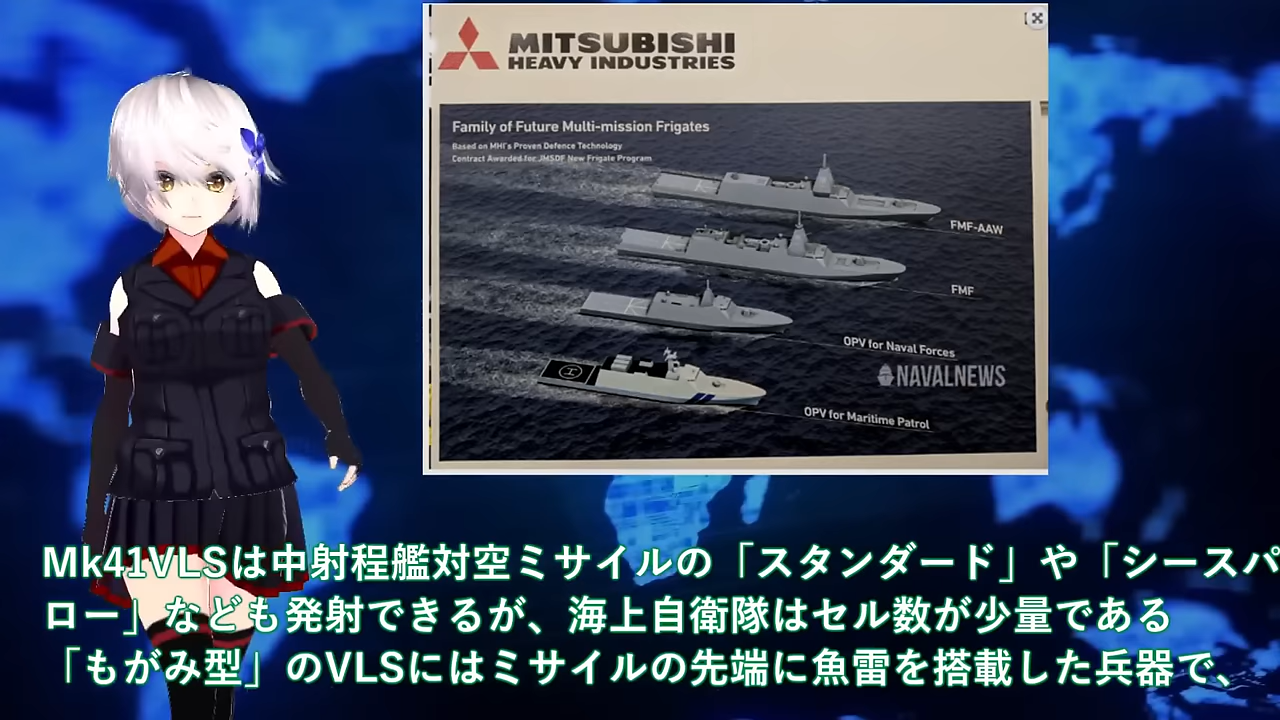 MITSUBISHI
HEAVY INDUSTRIES
Family of Future Multi-mission Frigates
Based on MHI's Proven Defence Technology
Contract Awarded for JMSDF New Frigate Program
FMF-AAW
FMF
OPV for Naval Forces
NAVALNEWS
OPV for Maritime Patrol
Mk41VLSは中射程艦対空ミサイルの「スタンダード」や「シースパ
ロー」なども発射できるが、海上自衛隊はセル数が少量である
「もがみ型」のVLSにはミサイルの先端に魚雷を搭載した兵器で、